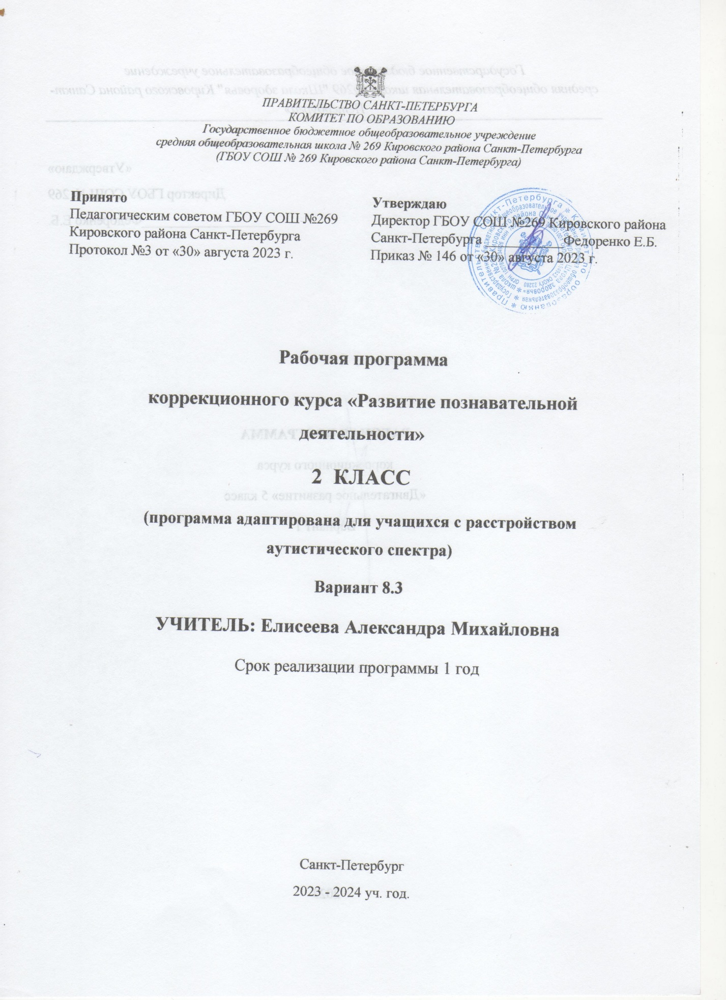 ПРАВИТЕЛЬСТВО САНКТ-ПЕТЕРБУРГА
КОМИТЕТ ПО ОБРАЗОВАНИЮ
Государственное бюджетное общеобразовательное учреждение
средняя общеобразовательная школа № 269 Кировского района Санкт-Петербурга
(ГБОУ СОШ № 269 Кировского района Санкт-Петербурга)
Принято
Педагогическим советом ГБОУ СОШ №269
Кировского района Санкт-Петербурга
Протокол №3 от «30» августа 2023 г.
Утверждаю
Директор ГБОУ СОШ №269 Кировского района
Санкт-Петербурга ____________Федоренко Е.Б.
Приказ № 146 от «30» августа 2023 г.
Рабочая программа
коррекционного курса «Развитие познавательной
деятельности»
2 КЛАСС
(программа адаптирована для учащихся с расстройством
аутистического спектра)
Вариант 8.3
УЧИТЕЛЬ: Елисеева Александра Михайловна
Срок реализации программы 1 год
Санкт-Петербург
2023 - 2024 уч. год.